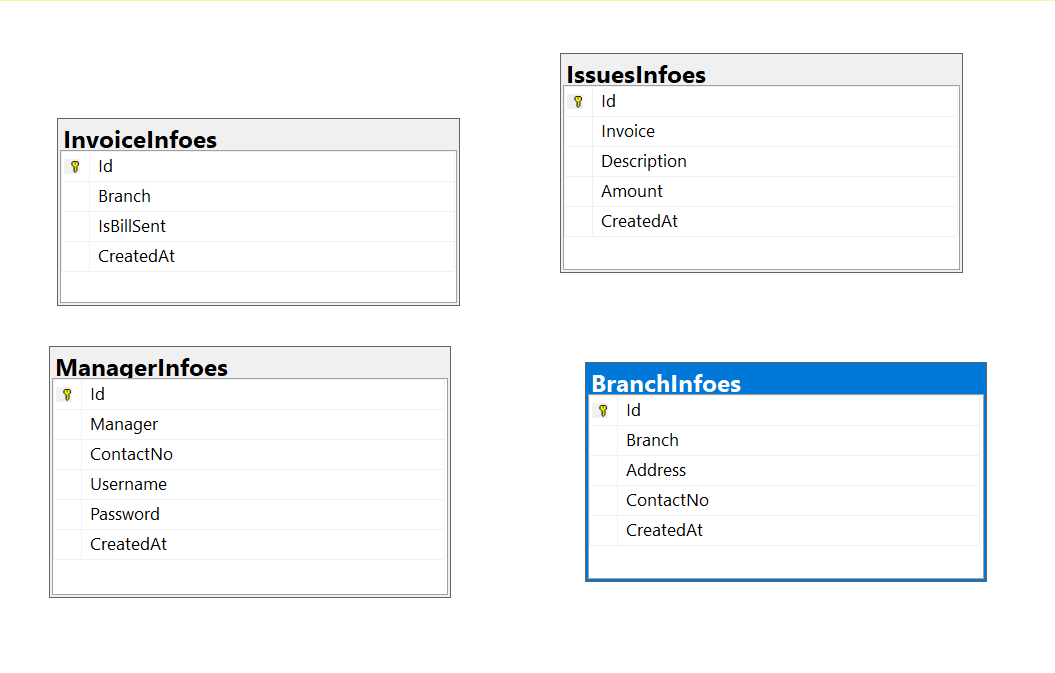 InvoiceInfoes
Id
Branch
IsBillSent
CreatedAt
IssuesInfoes
Id
Invoice
Description
Amount
CreatedAt
ManagerInfoes
Id
Manager
ContactNo
Username
Password
CreatedAt
BranchInfoes
Id
Branch
Address
ContactNo
CreatedAt